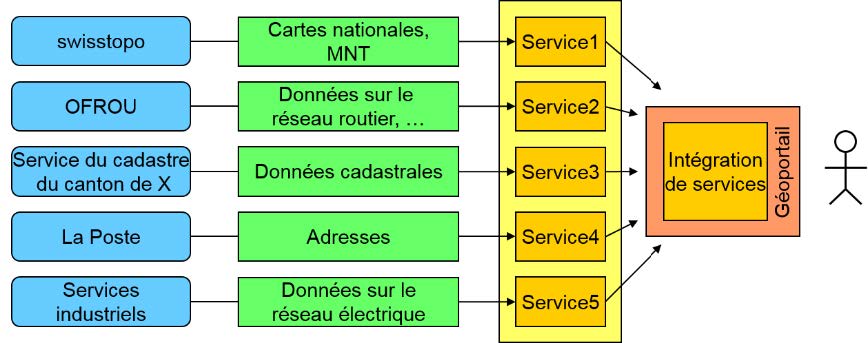 swisstopo
Cartes nationales,
MNT
Service1
OFROU
Données sur le
réseau routier, …
Service2
Service du cadastre
du canton de X
Données cadastrales
Service3
La Poste
Adresses
Service4
Services
industriels
Données sur le
réseau électrique
Service5
Intégration
de services
Géoportail